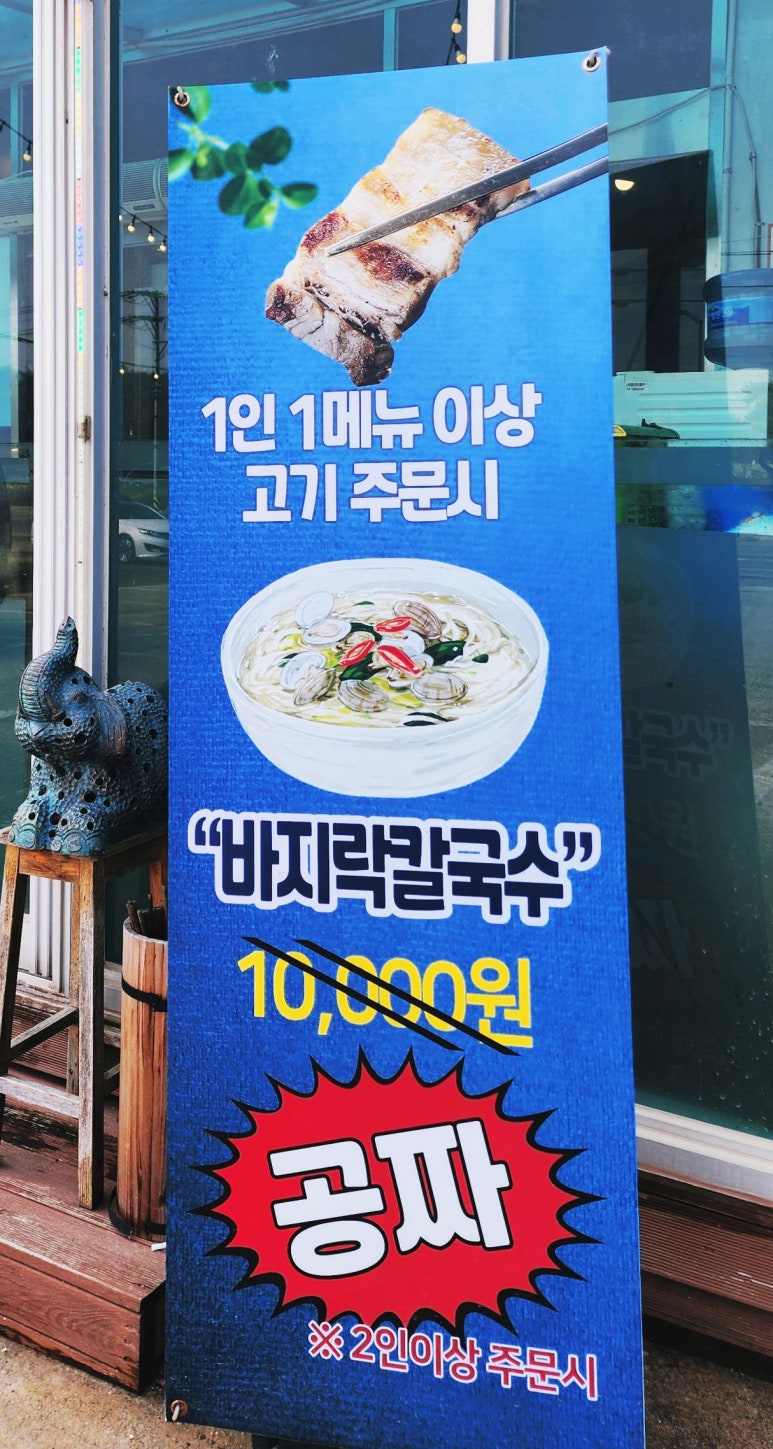 1인 1메뉴 이상
고기 주문시
“바지락칼국수”
10,000원
공짜
※ 2인이상 주문시